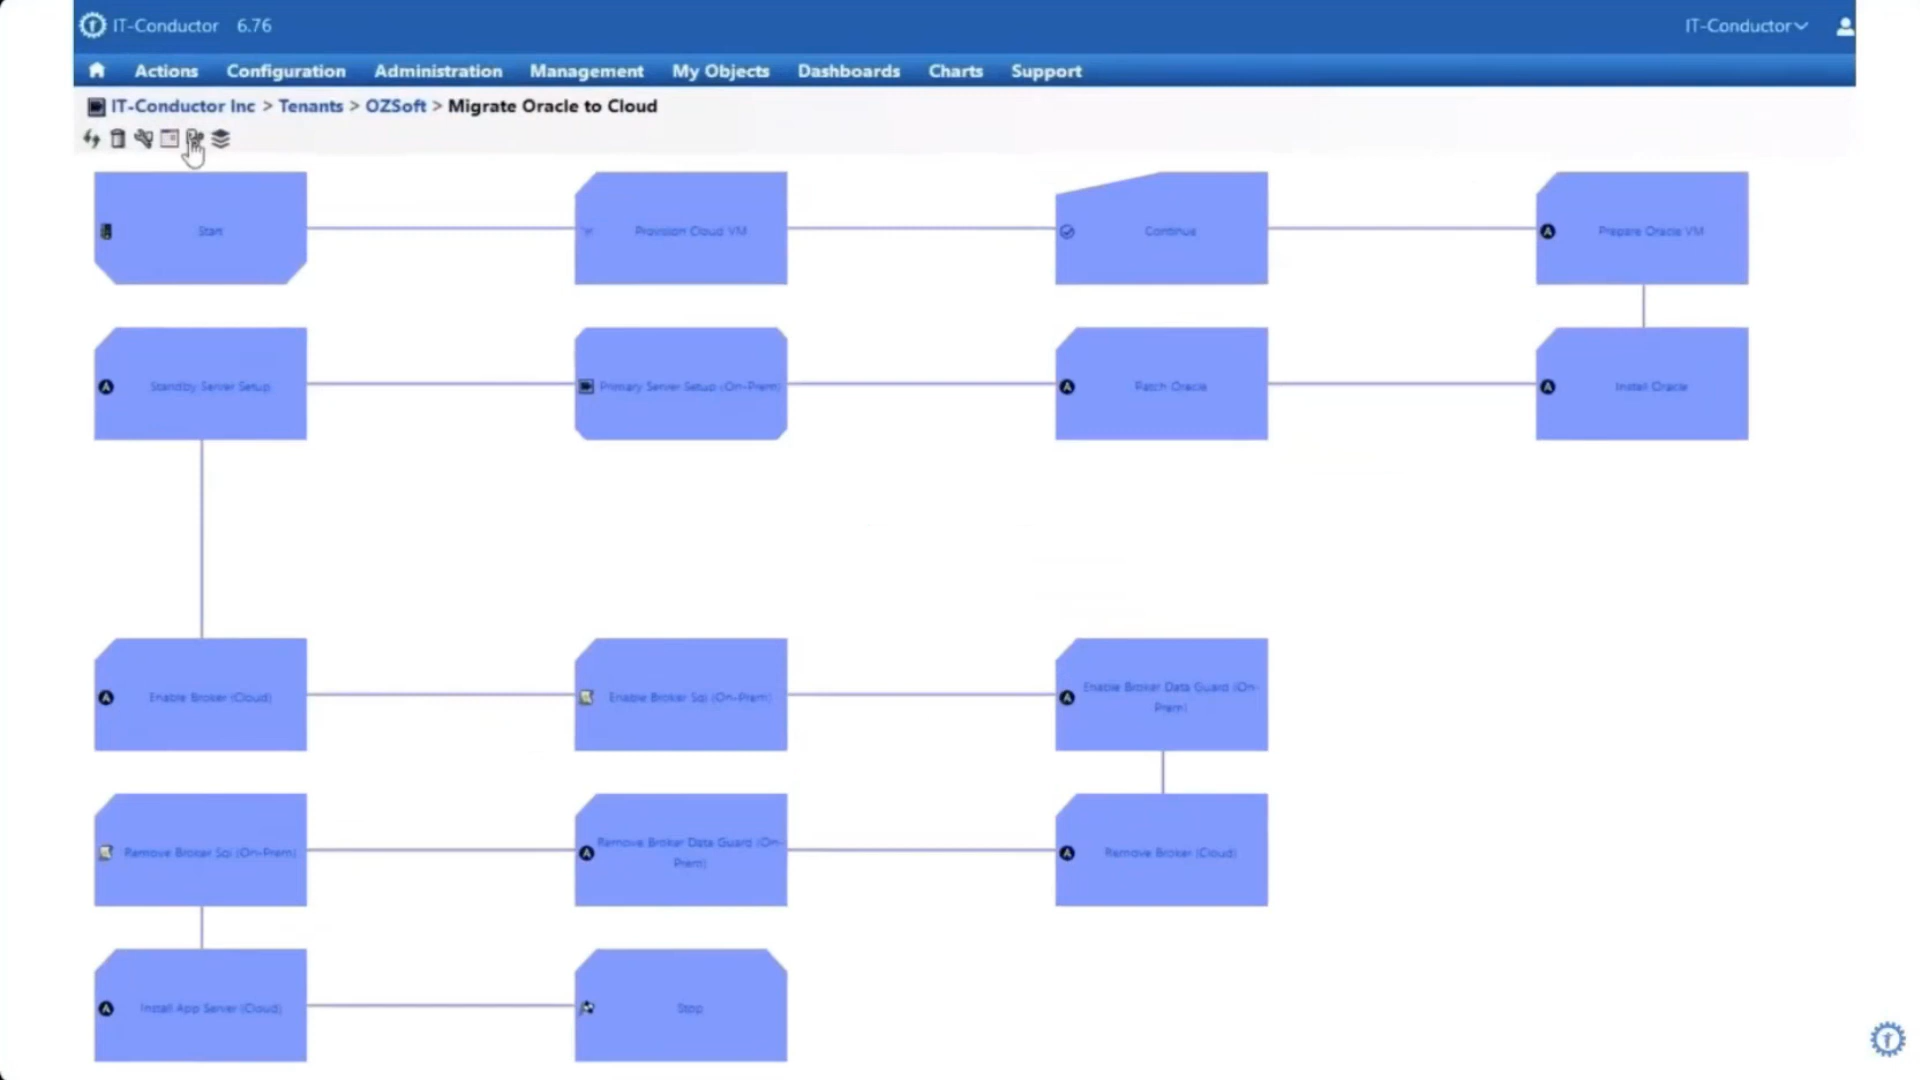 IT-Conductor 6.76
IT-Conductor
Actions Configuration Administration Management My Objects Dashboards Charts Support
IT-Conductor Inc > Tenants > OZSoft > Migrate Oracle to Cloud
Start
Provision Cloud VM
Continue
Prepare Oracle VM
Standby Server Setup
Primary Server Setup (On-Prem)
Patch Oracle
Install Oracle
Enable Broker (Cloud)
Enable Broker Sql (On-Prem)
Enable Broker Data Guard (On-
Prem)
Remove Broker Sql (On-Prem)
Remove Broker Data Guard (On-
Prem)
Remove Broker (Cloud)
Install App Server (Cloud)
Stop